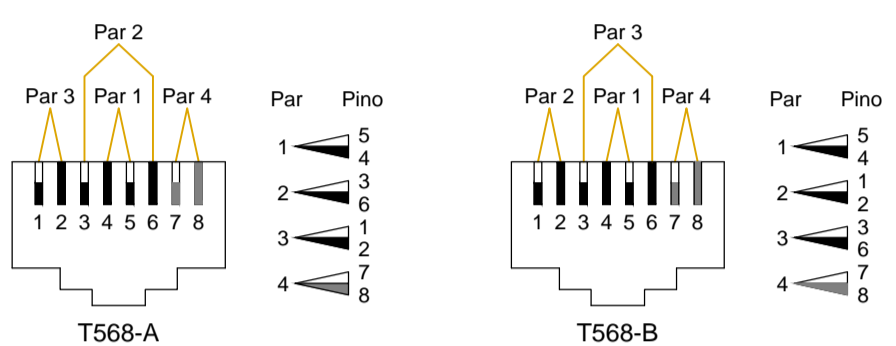 Par 2
Par 3 Par 1 Par 4
1 2 3 4 5 6 7 8
T568-A
Par Pino
1 5
4
2 3
6
3 1
2
4 7
8
Par 3
Par 2 Par 1 Par 4
1 2 3 4 5 6 7 8
T568-B
Par Pino
1 5
4
2 1
2
3 3
6
4 7
8